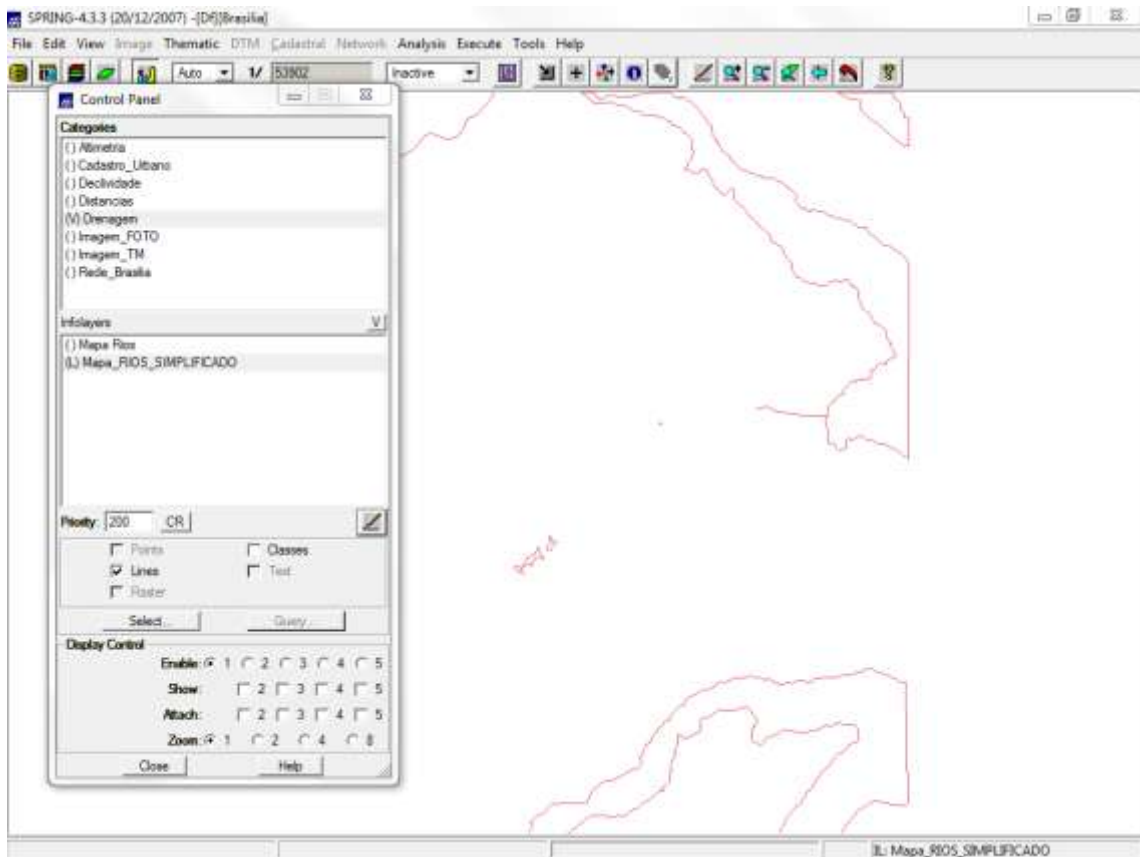 SPRING-4.3.3 (20/12/2007) -[Df][Brasilia]
File Edit View Image Thematic DTM Cadastral Network Analysis Execute Tools Help
Auto 1/ 53902 Inactive
Control Panel
Categories
() Altimetria
() Cadastro_Urbano
() Declividade
() Distancias
(V) Drenagem
() Imagem_FOTO
() Imagem_TM
() Rede_Brasilia
Infolayers V
() Mapa Rios
(L) Mapa_RIOS_SIMPLIFICADO
Priority: 200 CR
Points Classes
Lines Text
Raster
Select... Query...
Display Control
Enable: 1 2 3 4 5
Show: 2 3 4 5
Attach: 2 3 4 5
Zoom: 1 2 4 8
Close Help
IL: Mapa_RIOS_SIMPLIFICADO